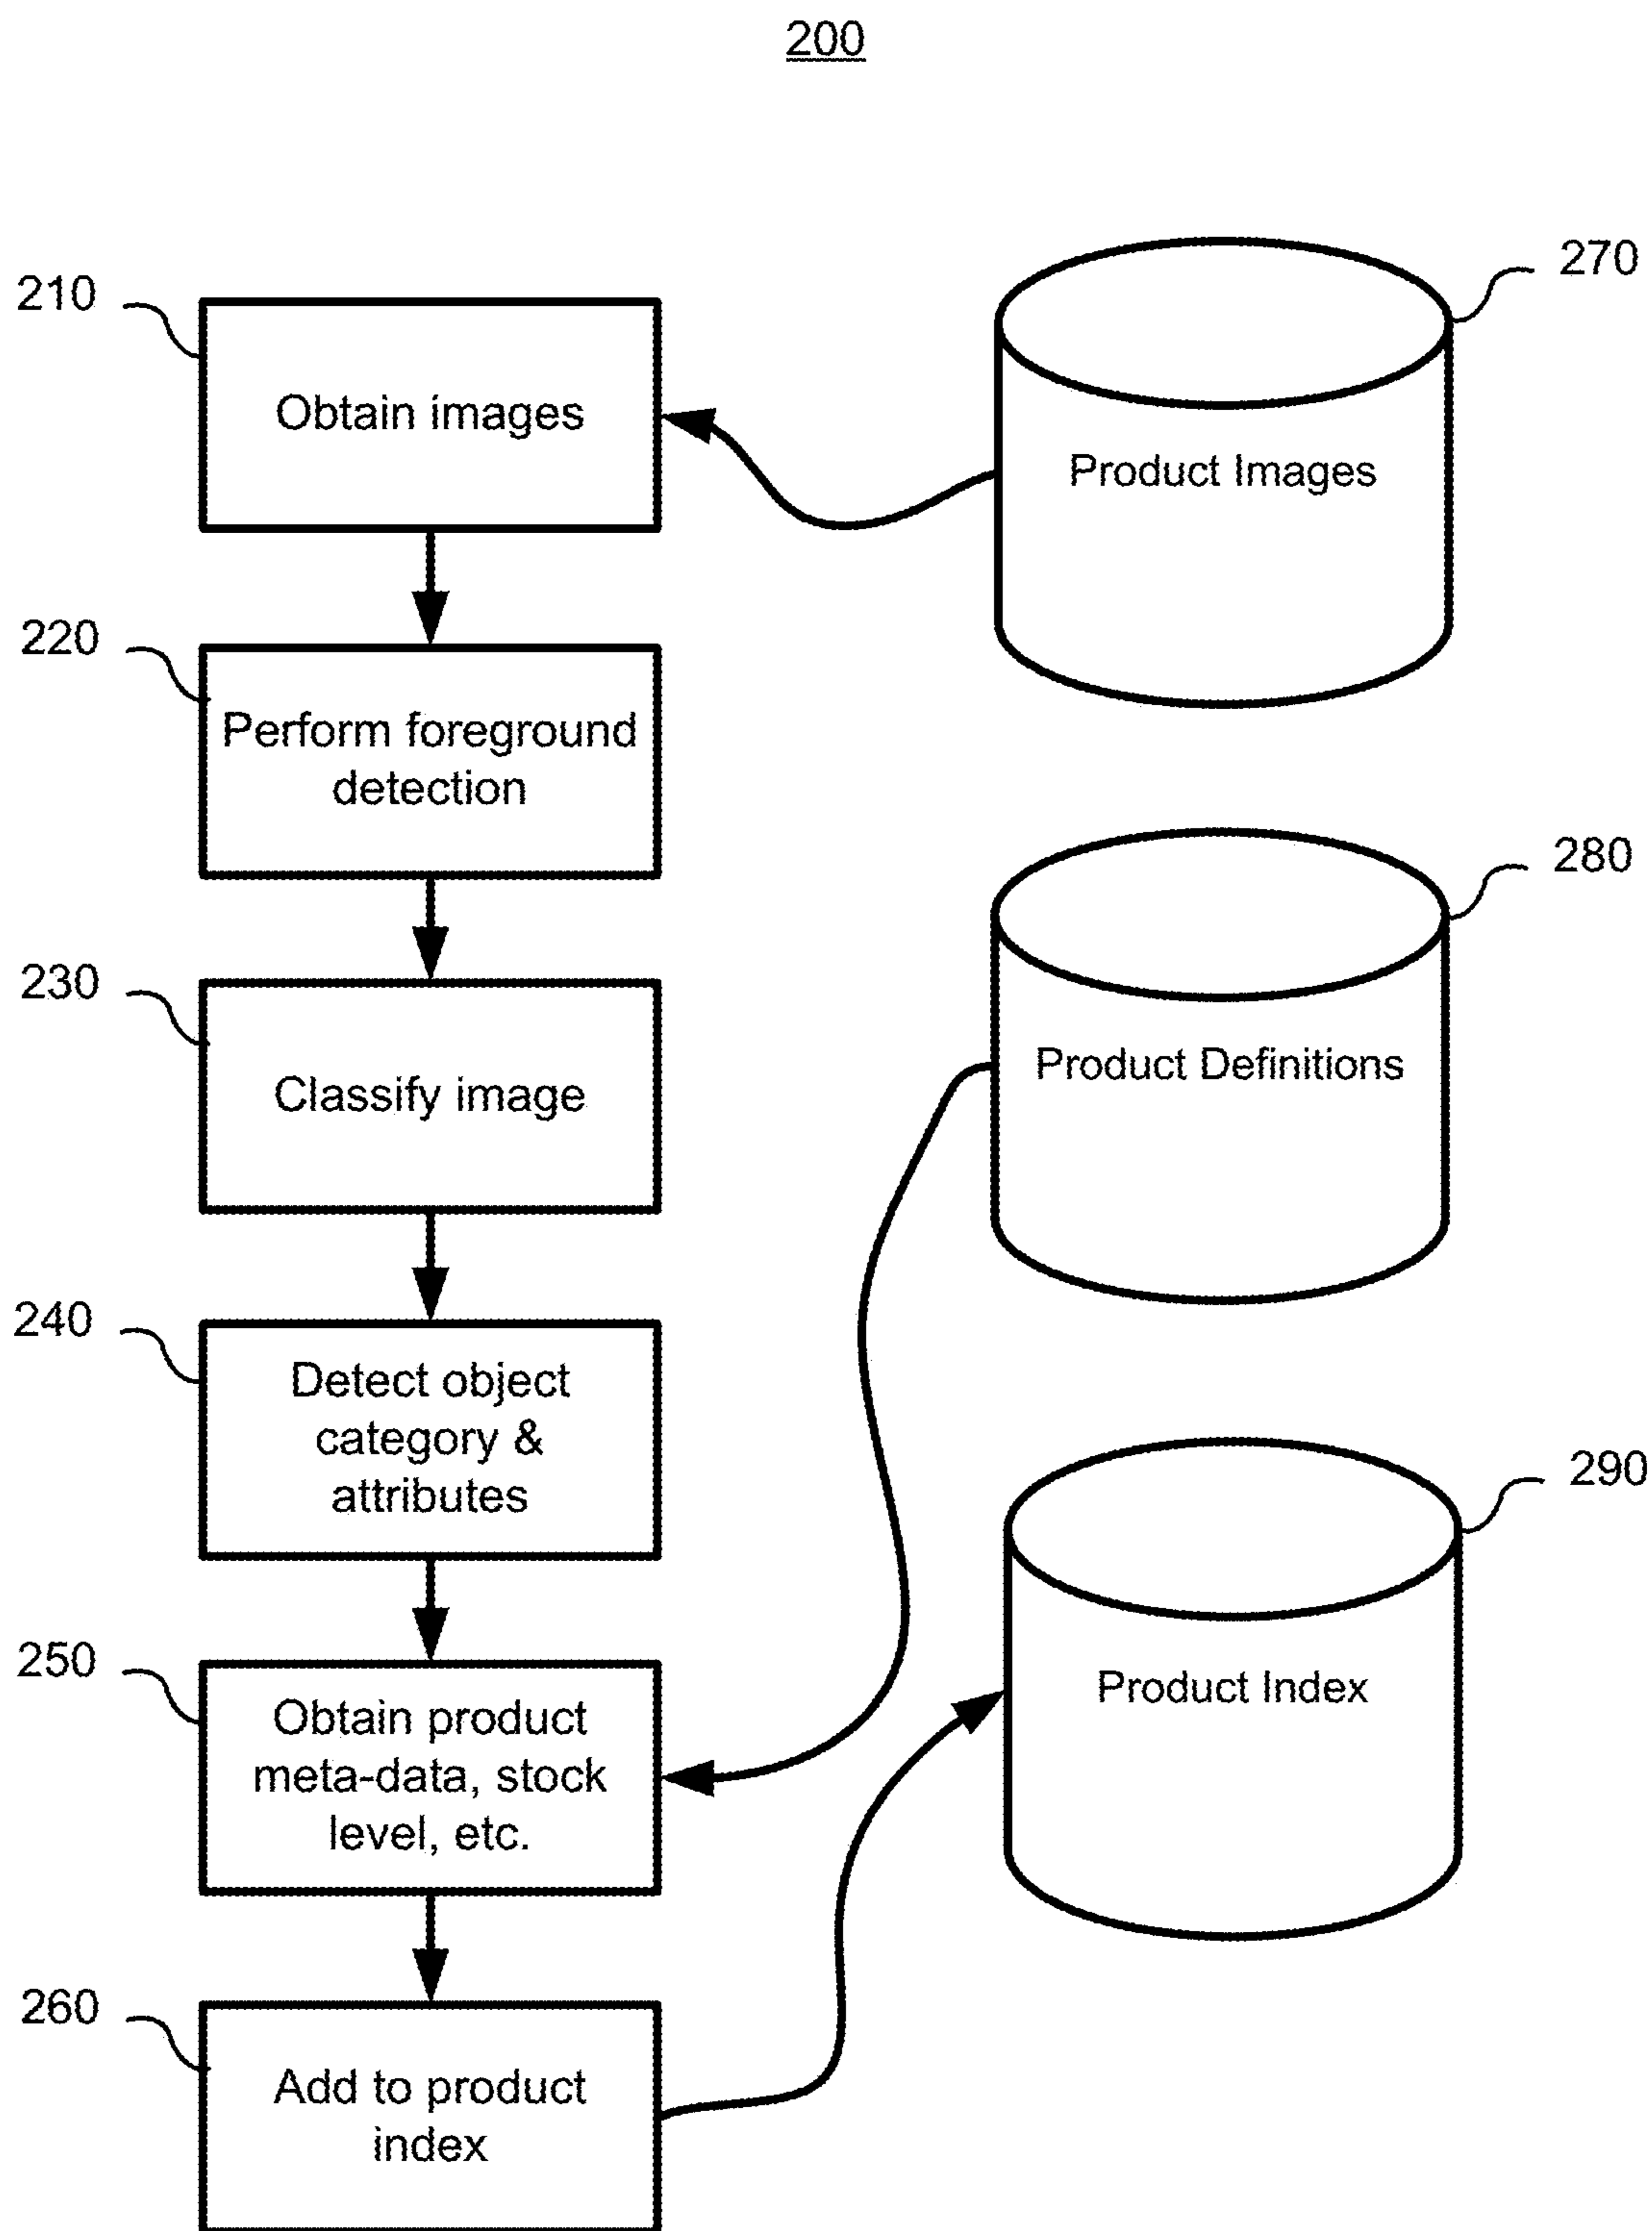 200
210
Obtain images
270
Product Images
220
Perform foreground
detection
280
Product Definitions
230
Classify image
240
Detect object
category &
attributes
290
Product Index
250
Obtain product
meta-data, stock
level, etc.
260
Add to product
index